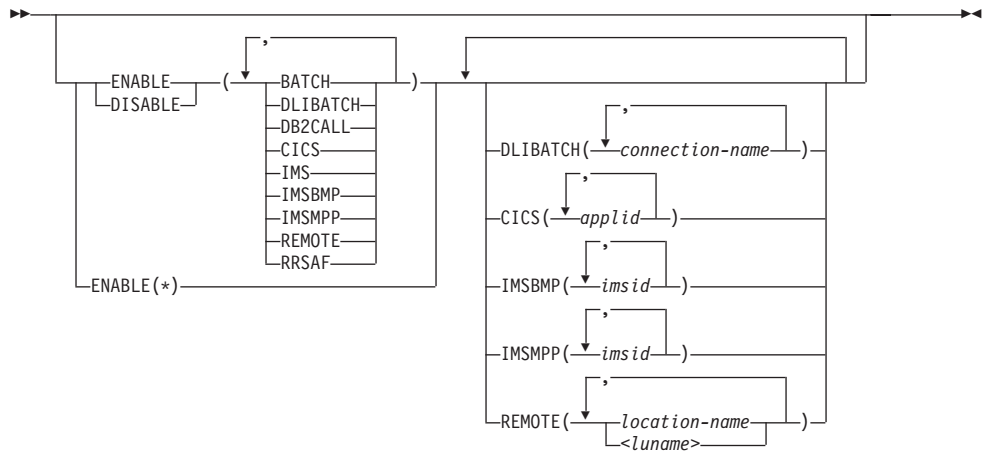 ,
ENABLE ( BATCH )
DISABLE
DLIBATCH
DB2CALL
CICS
IMS
IMSBMP
IMSMPP
REMOTE
RRSAF
ENABLE(*)
,
DLIBATCH( connection-name )
,
CICS( applid )
,
IMSBMP( imsid )
,
IMSMPP( imsid )
,
REMOTE( location-name )
<luname>